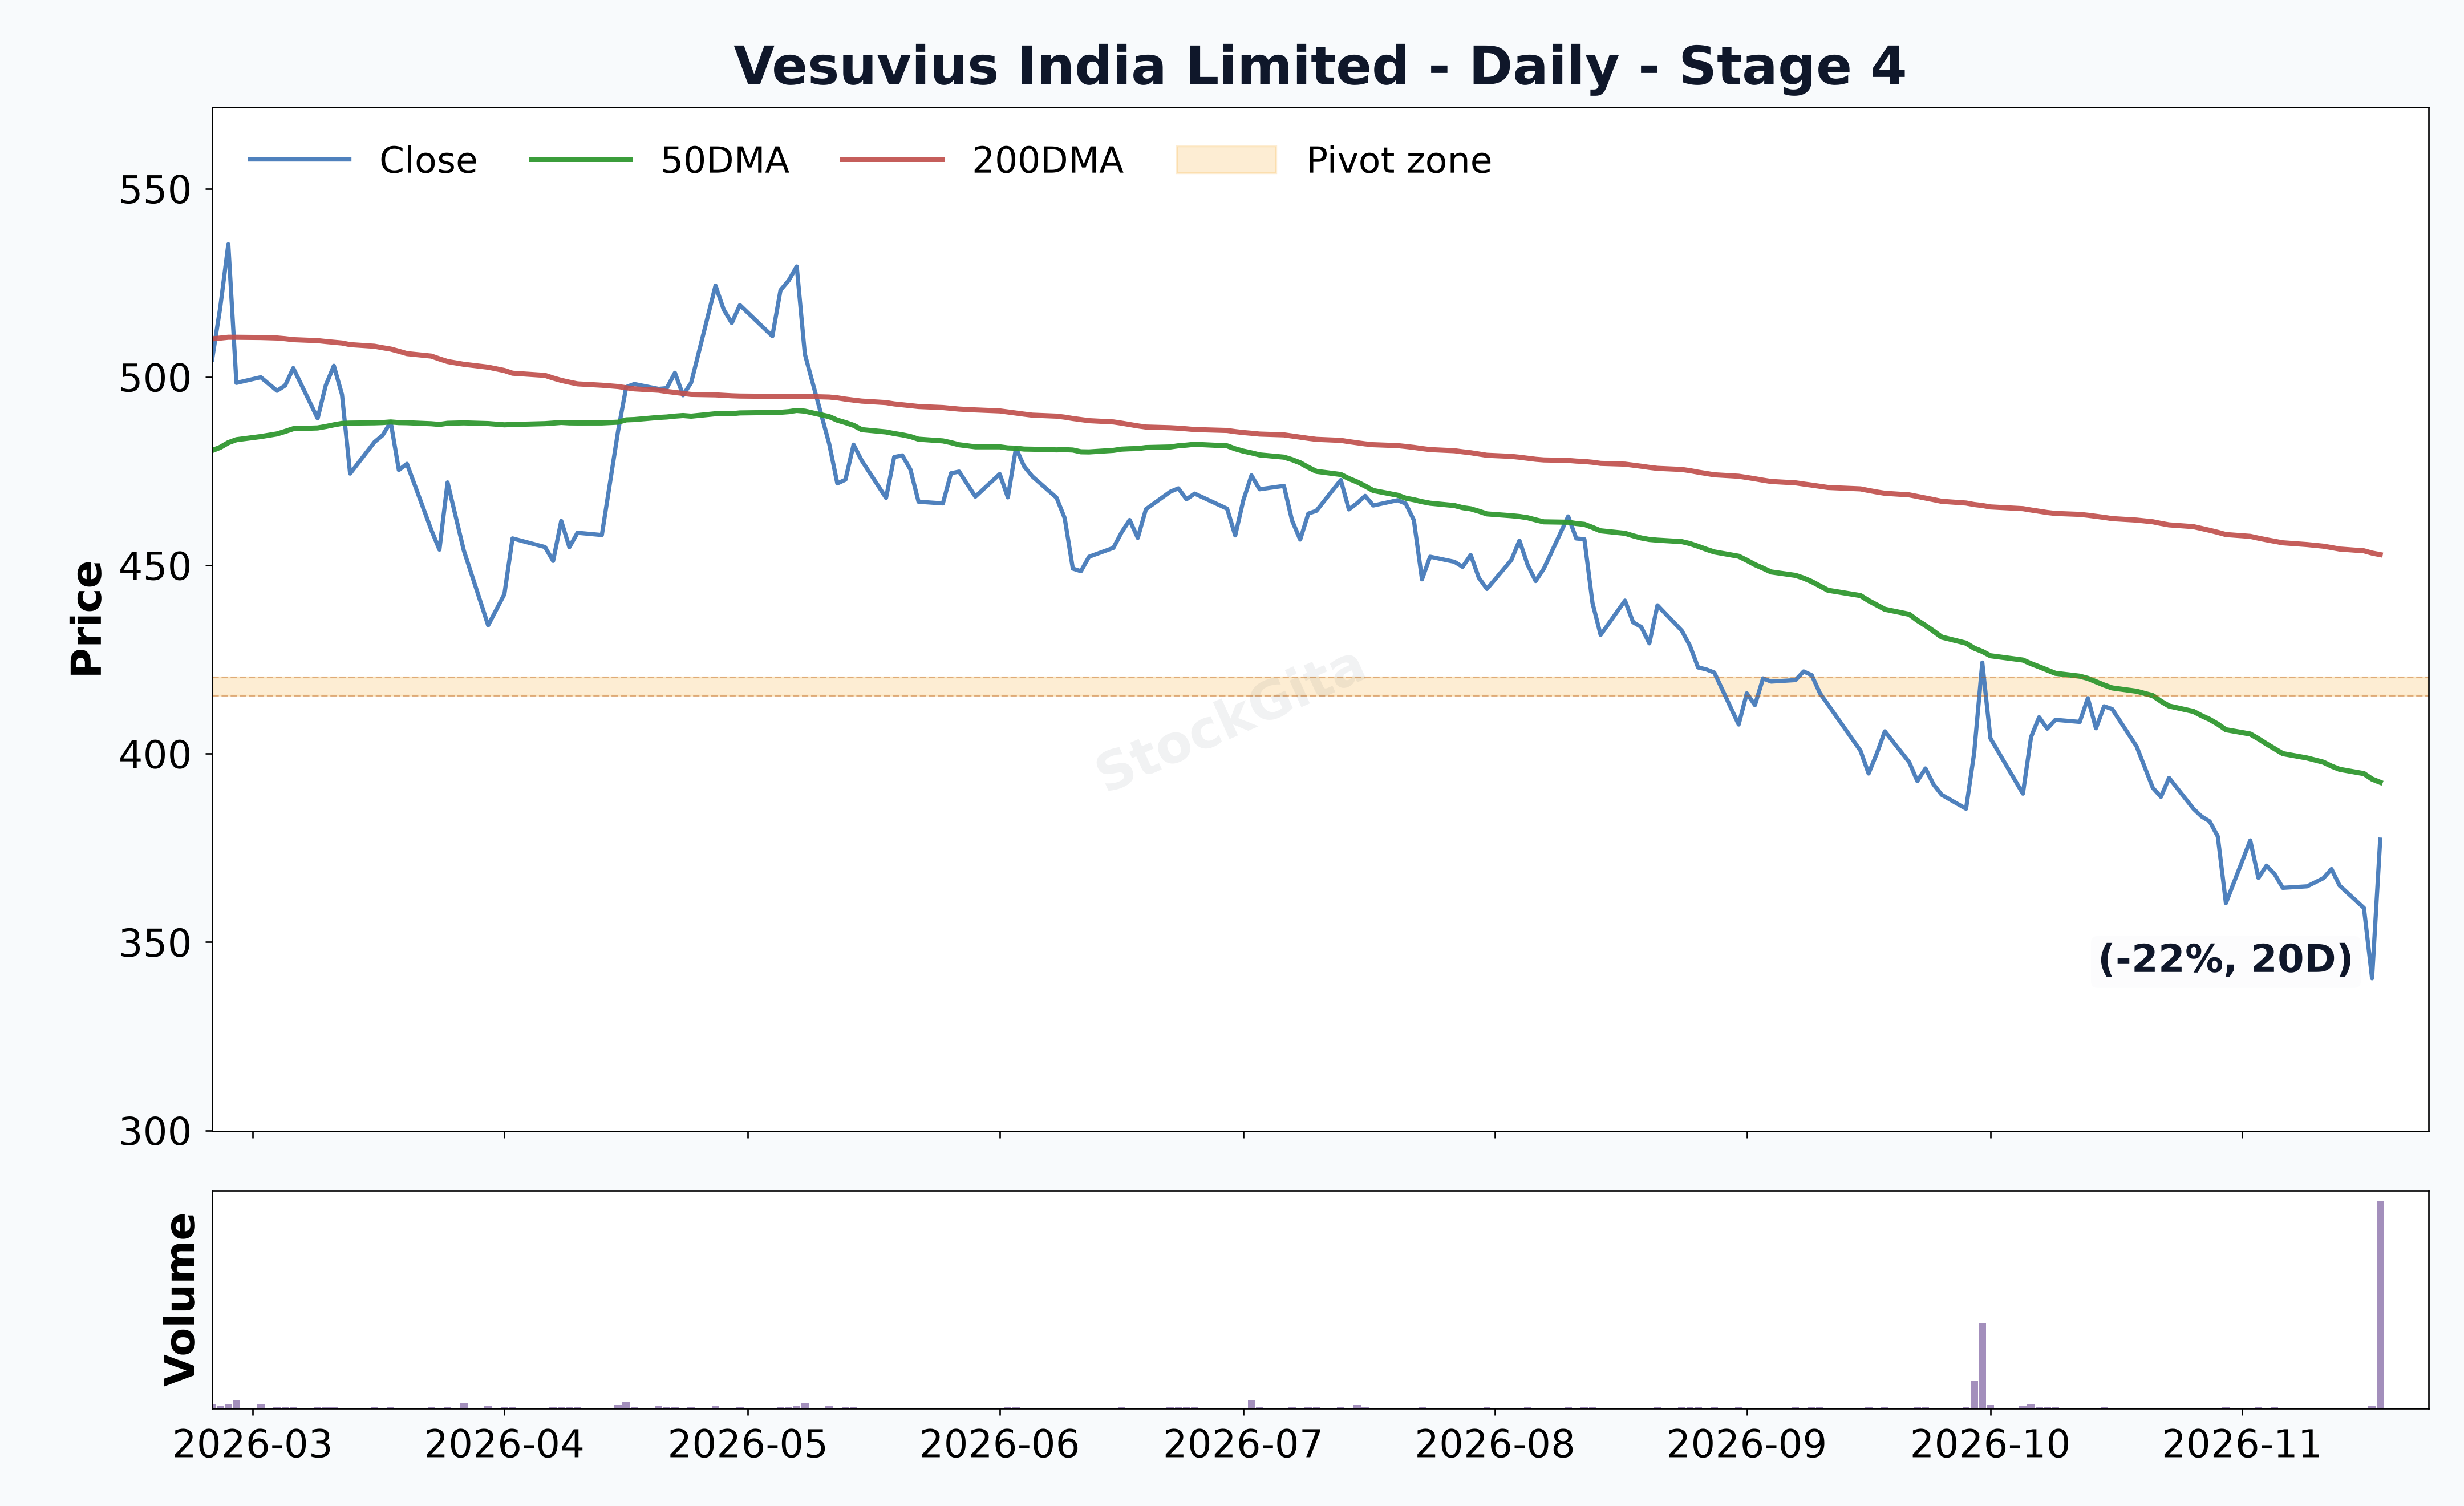 Vesuvius India Limited - Daily - Stage 4
Close 50DMA 200DMA Pivot zone
550
500
450
400
350
300
Price
StockGita
(-22%, 20D)
Volume
2026-03 2026-04 2026-05 2026-06 2026-07 2026-08 2026-09 2026-10 2026-11